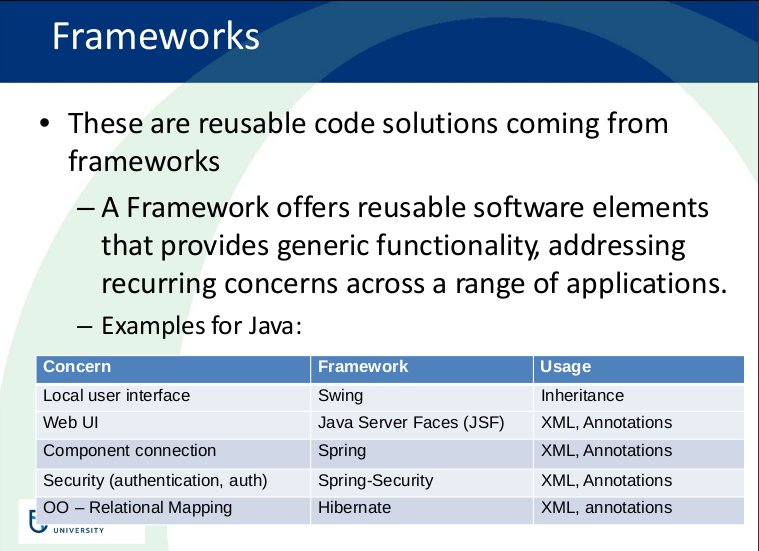 Frameworks
• These are reusable code solutions coming from
frameworks
– A Framework offers reusable software elements
that provides generic functionality, addressing
recurring concerns across a range of applications.
– Examples for Java:
Concern Framework Usage
Local user interface Swing Inheritance
Web UI Java Server Faces (JSF) XML, Annotations
Component connection Spring XML, Annotations
Security (authentication, auth) Spring-Security XML, Annotations
OO – Relational Mapping Hibernate XML, annotations
UNIVERSITY